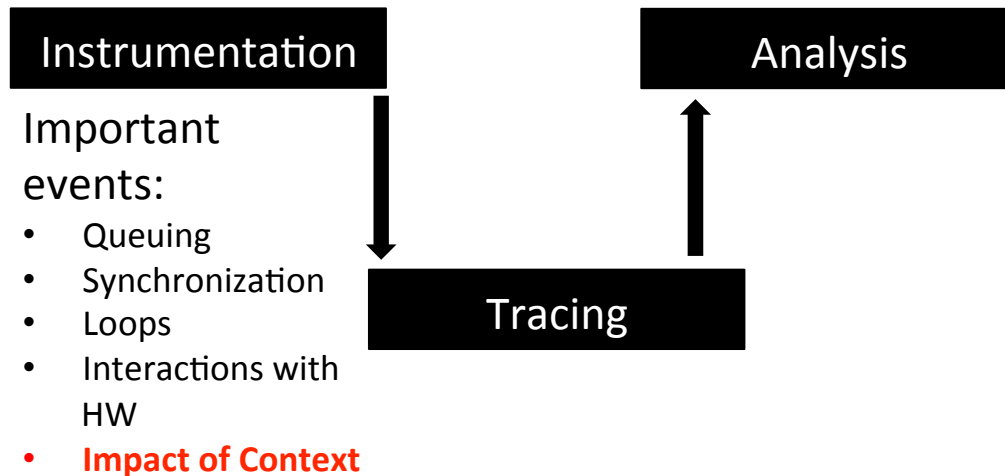 Instrumentation
Analysis
Important
events:
• Queuing
• Synchronization
• Loops
• Interactions with
HW
• Impact of Context
Tracing